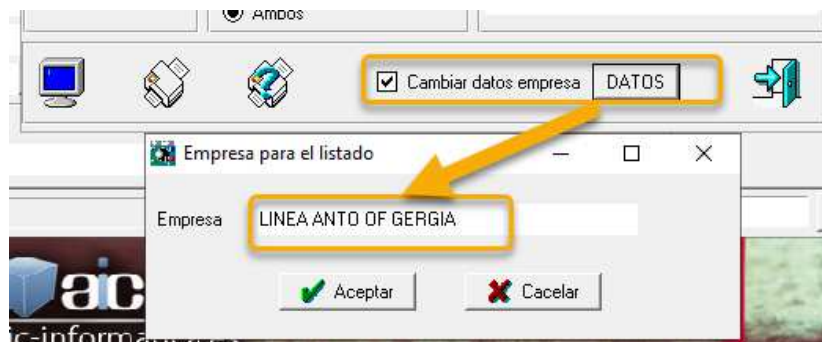 Ambos
Cambiar datos empresa DATOS
Empresa para el listado
Empresa LINEA ANTO OF GERGIA
Aceptar Cacelar
aic